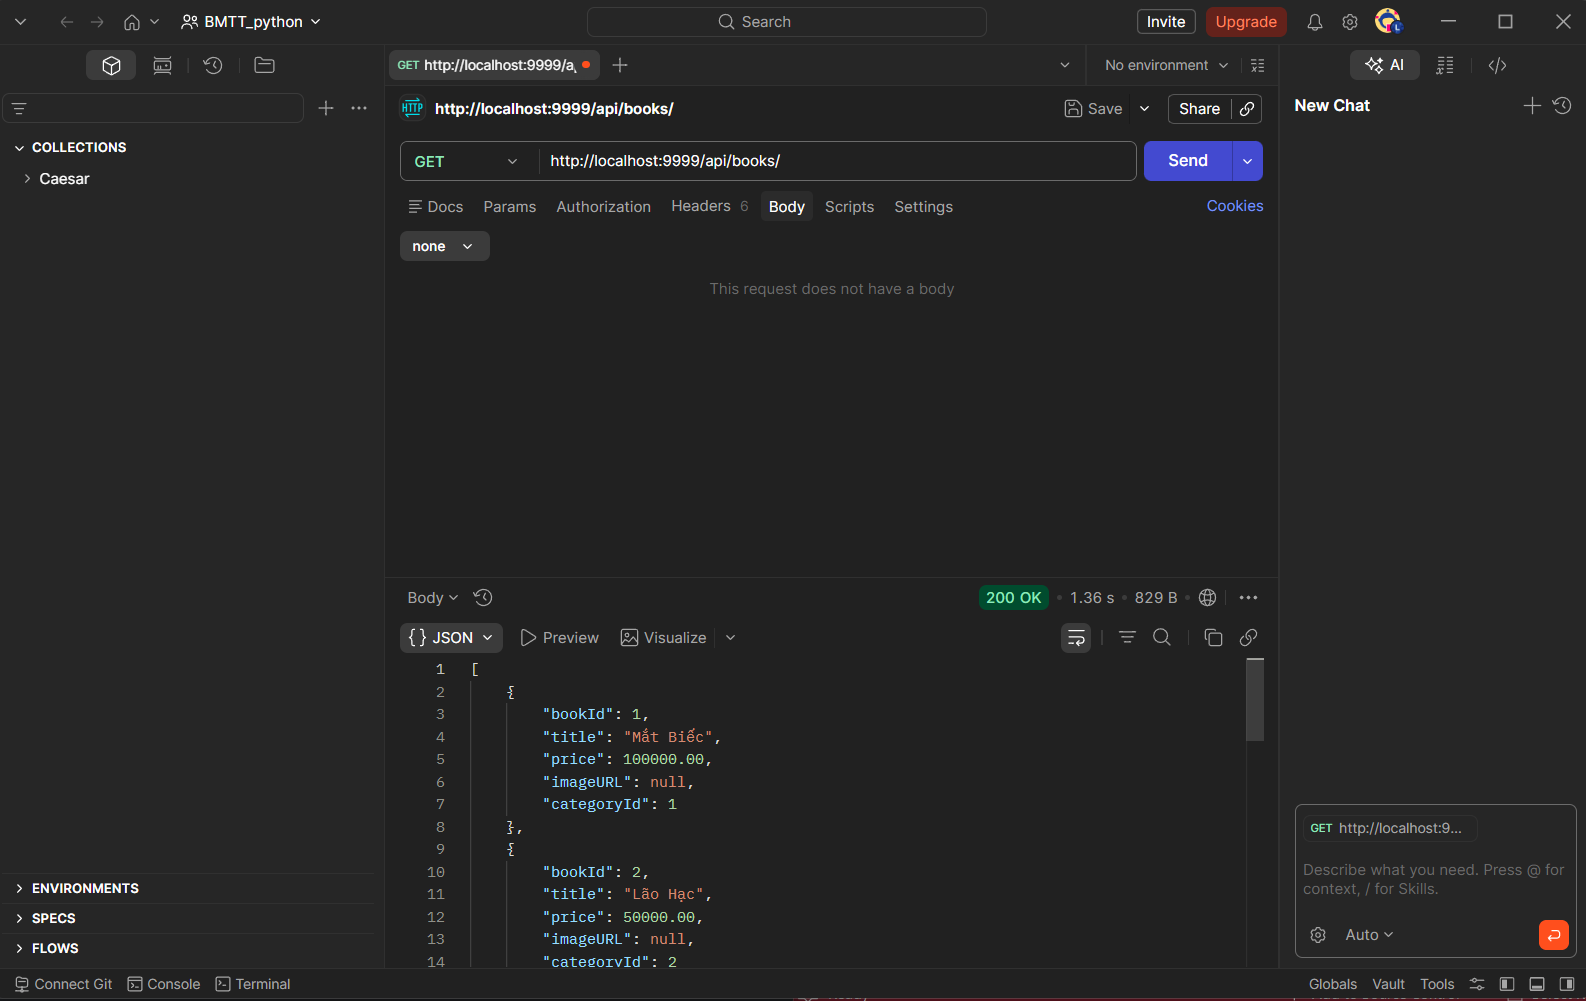 BMTT_python
Search
Invite
Upgrade
GET http://localhost:9999/a
No environment
AI
http://localhost:9999/api/books/
Save
Share
New Chat
COLLECTIONS
Caesar
GET
http://localhost:9999/api/books/
Send
Docs
Params
Authorization
Headers 6
Body
Scripts
Settings
Cookies
none
This request does not have a body
Body
200 OK
1.36 s
829 B
{} JSON
Preview
Visualize
1 [
2 {
3 "bookId": 1,
4 "title": "Mắt Biếc",
5 "price": 100000.00,
6 "imageURL": null,
7 "categoryId": 1
8 },
9 {
10 "bookId": 2,
11 "title": "Lão Hạc",
12 "price": 50000.00,
13 "imageURL": null,
14 "categoryId": 2
ENVIRONMENTS
SPECS
FLOWS
GET http://localhost:9...
Describe what you need. Press @ for
context, / for Skills.
Auto
Connect Git
Console
Terminal
Globals
Vault
Tools